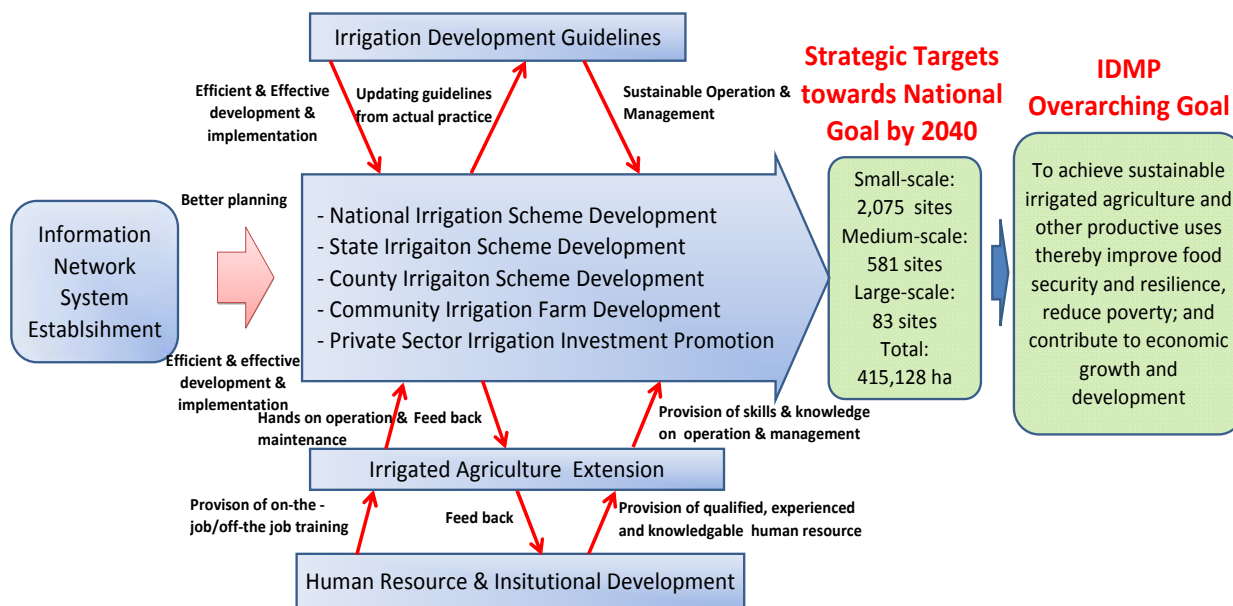 Irrigation Development Guidelines
Efficient & Effective
development &
implementation
Updating guidelines
from actual practice
Sustainable Operation &
Management
Strategic Targets
towards National
Goal by 2040
IDMP
Overarching Goal
Information
Network
System
Establsihment
Better planning
Efficient & effective
development &
implementation
- National Irrigation Scheme Development
- State Irrigaiton Scheme Development
- County Irrigaiton Scheme Development
- Community Irrigation Farm Development
- Private Sector Irrigation Investment Promotion
Small-scale:
2,075 sites
Medium-scale:
581 sites
Large-scale:
83 sites
Total:
415,128 ha
To achieve sustainable
irrigated agriculture and
other productive uses
thereby improve food
security and resilience,
reduce poverty; and
contribute to economic
growth and
development
Hands on operation &
maintenance
Feed back
Provision of skills & knowledge
on operation & management
Irrigated Agriculture Extension
Provison of on-the -
job/off-the job training
Feed back
Provision of qualified, experienced
and knowledgable human resource
Human Resource & Insitutional Development